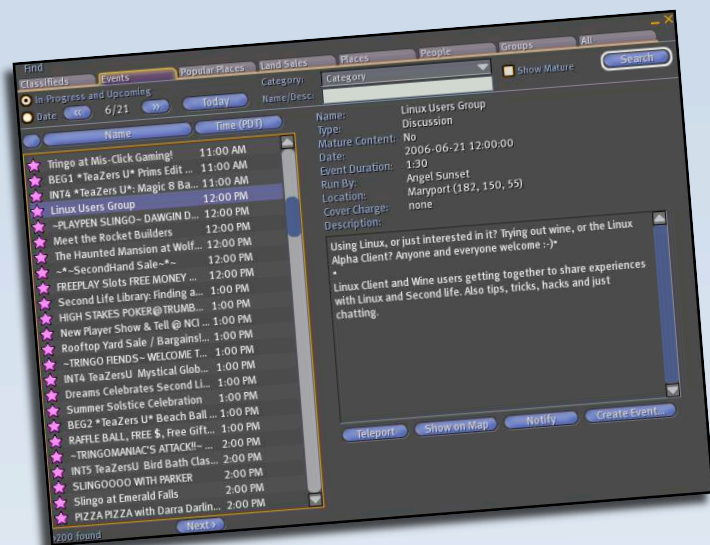 Find
Classifieds Events Popular Places Land Sales Places People Groups All
In-Progress and Upcoming
Category: Category
Show Mature
Search
Date << 6/21 >> Today
Name/Desc:
Name Time (PDT)
Tringo at Mis-Click Gaming! 11:00 AM
BEG1 *TeaZers U* Prims Edit ... 11:00 AM
INT4 *TeaZers U*: Magic 8 Ba... 11:00 AM
Linux Users Group 12:00 PM
~PLAYPEN SLINGO~ DAWGIN D... 12:00 PM
Meet the Rocket Builders 12:00 PM
The Haunted Mansion at Wolf... 12:00 PM
~*~SecondHand Sale~*~ 12:00 PM
FREEPLAY Slots FREE MONEY ... 12:00 PM
Second Life Library: Finding a... 1:00 PM
HIGH STAKES POKER@TRUMB... 1:00 PM
New Player Show & Tell @ NCI ... 1:00 PM
Rooftop Yard Sale / Bargains!... 1:00 PM
~TRINGO FIENDS~ WELCOME T... 1:00 PM
INT4 TeaZersU Mystical Glob... 1:00 PM
Dreams Celebrates Second Li... 1:00 PM
Summer Solstice Celebration 1:00 PM
BEG2 *TeaZers U* Beach Ball ... 1:00 PM
RAFFLE BALL, FREE $, Free Gift... 1:00 PM
~TRINGOMANIAC'S ATTACK!!~ ... 2:00 PM
INT5 TeaZersU Bird Bath Clas... 2:00 PM
SLINGOOOO WITH PARKER 2:00 PM
Slingo at Emerald Falls 2:00 PM
PIZZA PIZZA with Darra Darlin... 2:00 PM
>200 found
Next >
Name: Linux Users Group
Type: Discussion
Mature Content: No
Date: 2006-06-21 12:00:00
Event Duration: 1:30
Run By: Angel Sunset
Location: Maryport (182, 150, 55)
Cover Charge: none
Description:
Using Linux, or just interested in it? Trying out wine, or the Linux
Alpha Client? Anyone and everyone welcome :-)*
*
Linux Client and Wine users getting together to share experiences
with Linux and Second life. Also tips, tricks, hacks and just
chatting.
Teleport Show on Map Notify Create Event...